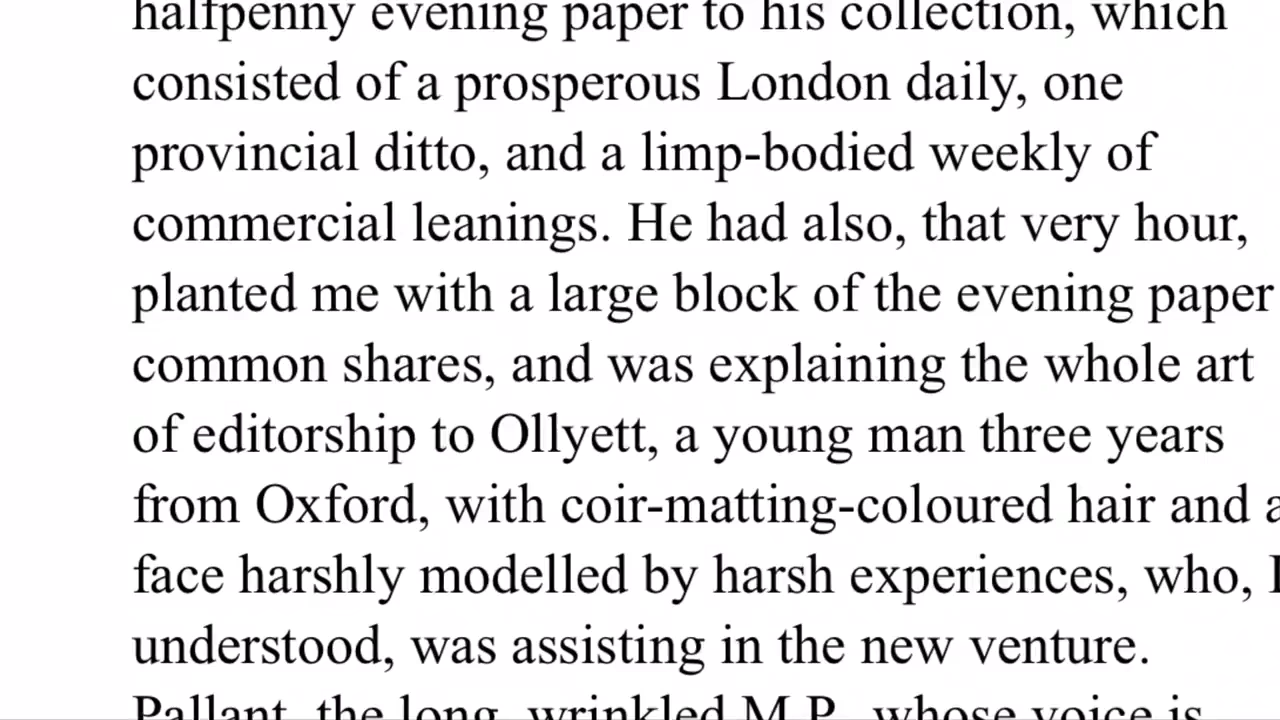 halfpenny evening paper to his collection, which
consisted of a prosperous London daily, one
provincial ditto, and a limp-bodied weekly of
commercial leanings. He had also, that very hour,
planted me with a large block of the evening paper
common shares, and was explaining the whole art
of editorship to Ollyett, a young man three years
from Oxford, with coir-matting-coloured hair and a
face harshly modelled by harsh experiences, who, I
understood, was assisting in the new venture.
Pallant, the long, wrinkled M.P., whose voice is